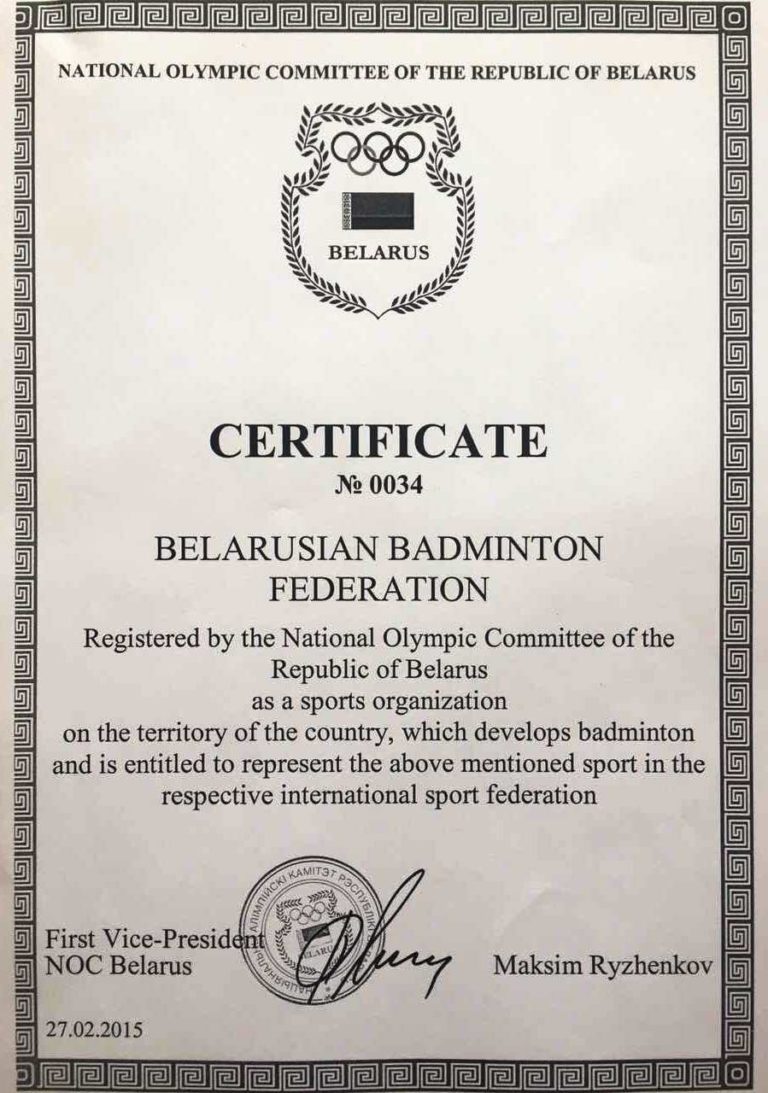 NATIONAL OLYMPIC COMMITTEE OF THE REPUBLIC OF BELARUS
BELARUS
CERTIFICATE
№ 0034
BELARUSIAN BADMINTON
FEDERATION
Registered by the National Olympic Committee of the
Republic of Belarus
as a sports organization
on the territory of the country, which develops badminton
and is entitled to represent the above mentioned sport in the
respective international sport federation
АЛІМПІЙСКІ КАМІТЭТ РЭСПУБЛІКІ
First Vice-President
NOC Belarus
Maksim Ryzhenkov
27.02.2015